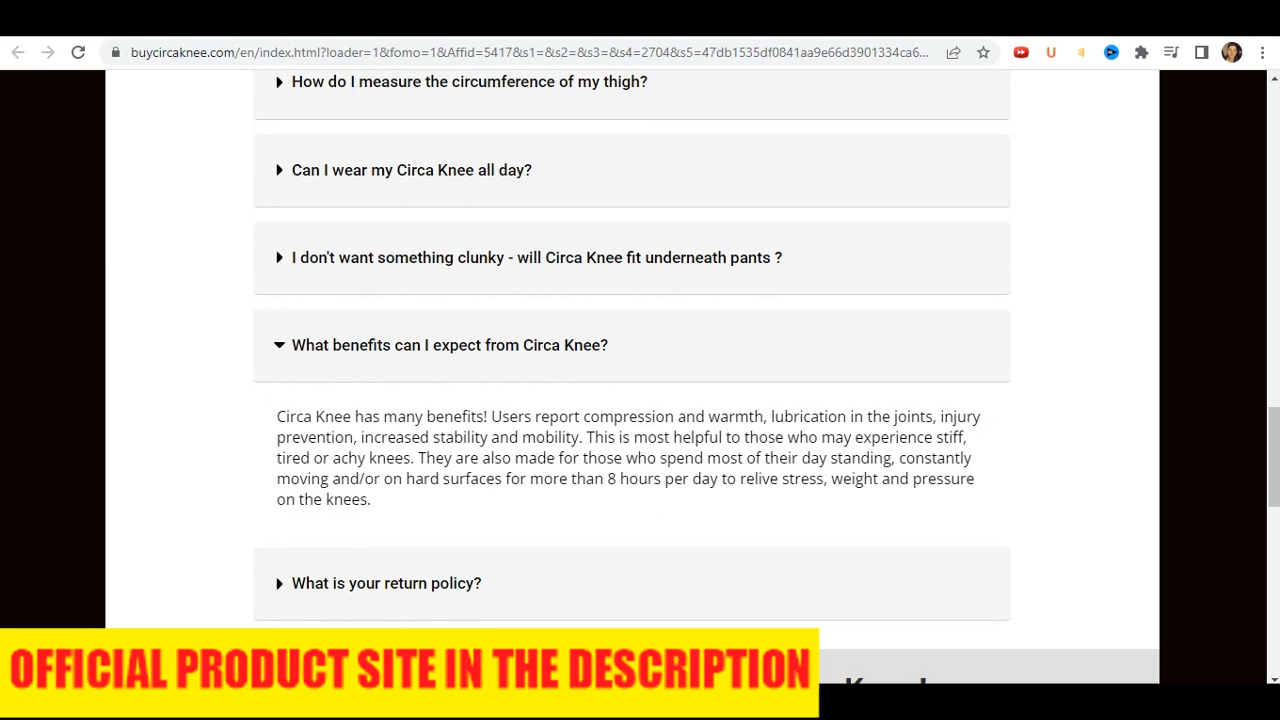 buycircaknee.com/en/index.html?loader=1&fomo=1&Affid=5417&s1=&s2=&s3=&s4=2704&s5=47db1535df0841aa9e66d3901334ca6...
How do I measure the circumference of my thigh?
Can I wear my Circa Knee all day?
I don't want something clunky - will Circa Knee fit underneath pants ?
What benefits can I expect from Circa Knee?
Circa Knee has many benefits! Users report compression and warmth, lubrication in the joints, injury
prevention, increased stability and mobility. This is most helpful to those who may experience stiff,
tired or achy knees. They are also made for those who spend most of their day standing, constantly
moving and/or on hard surfaces for more than 8 hours per day to relive stress, weight and pressure
on the knees.
What is your return policy?
OFFICIAL PRODUCT SITE IN THE DESCRIPTION